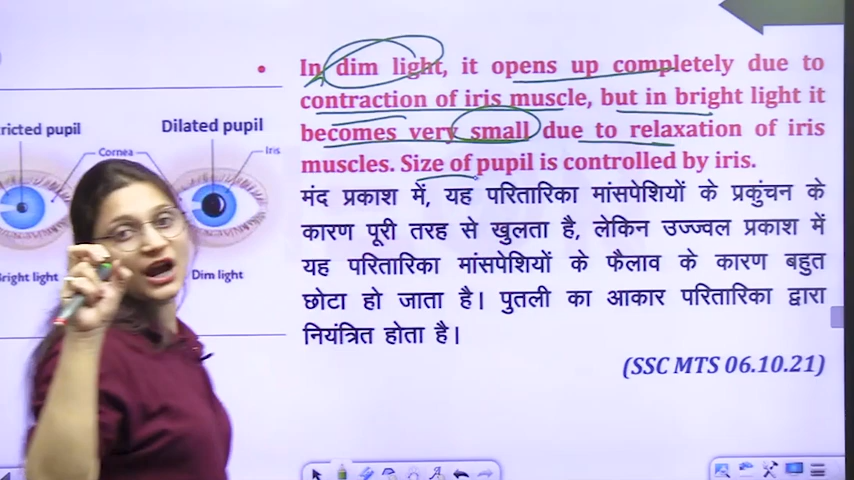 In dim light, it opens up completely due to
contraction of iris muscle, but in bright light it
becomes very small due to relaxation of iris
muscles. Size of pupil is controlled by iris.
मंद प्रकाश में, यह परितारिका मांसपेशियों के प्रकुंचन के
कारण पूरी तरह से खुलता है, लेकिन उज्ज्वल प्रकाश में
यह परितारिका मांसपेशियों के फैलाव के कारण बहुत
छोटा हो जाता है। पुतली का आकार परितारिका द्वारा
नियंत्रित होता है।
(SSC MTS 06.10.21)
ricted pupil
Dilated pupil
Cornea
Iris
Bright light
Dim light